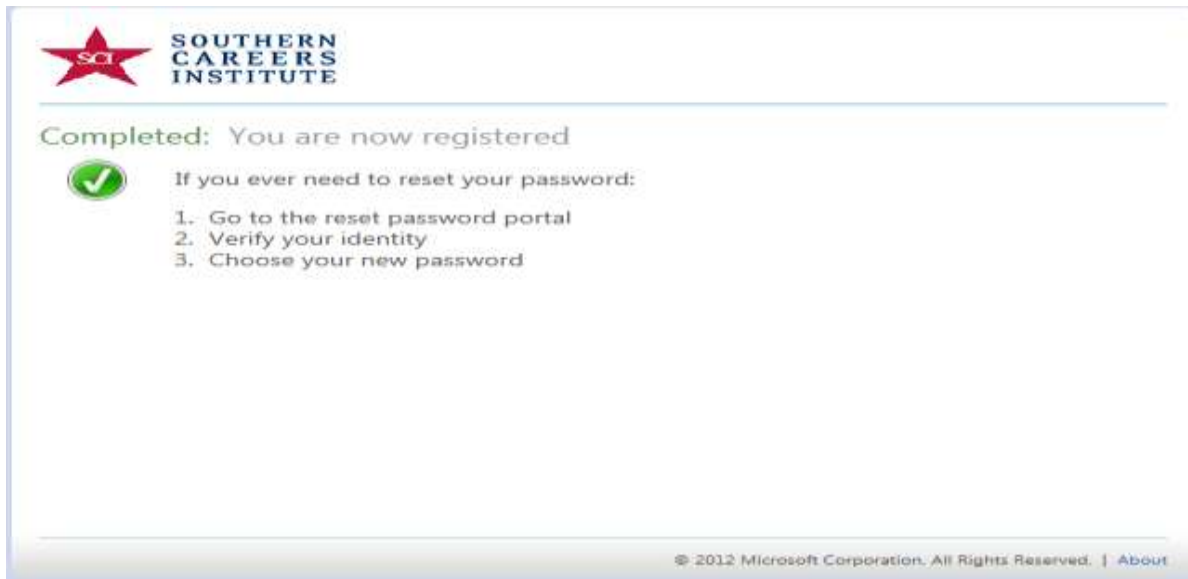 SCI
SOUTHERN
CAREERS
INSTITUTE
Completed: You are now registered
If you ever need to reset your password:
1. Go to the reset password portal
2. Verify your identity
3. Choose your new password
© 2012 Microsoft Corporation. All Rights Reserved. | About